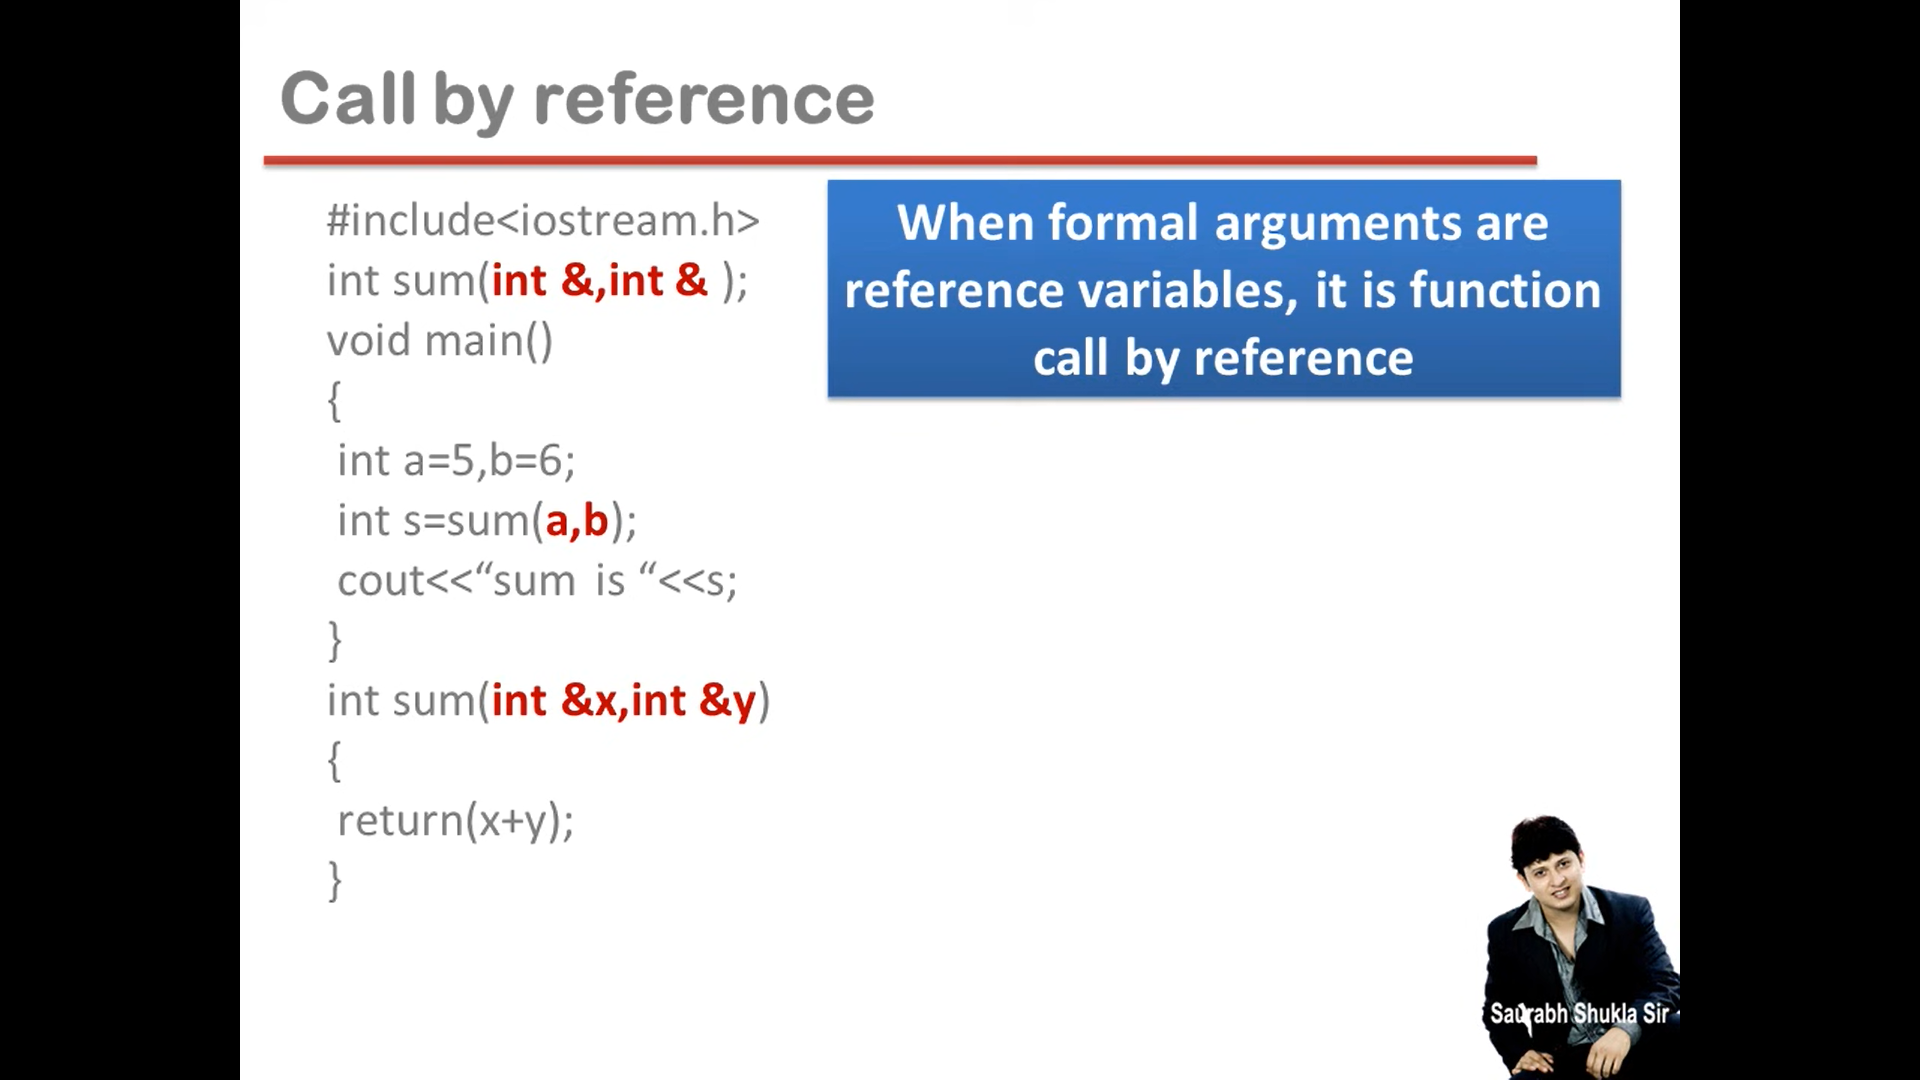 Call by reference
#include<iostream.h>
int sum(int &,int & );
void main()
{
int a=5,b=6;
int s=sum(a,b);
cout<<“sum is “<<s;
}
int sum(int &x,int &y)
{
return(x+y);
}
When formal arguments are
reference variables, it is function
call by reference
Saurabh Shukla Sir